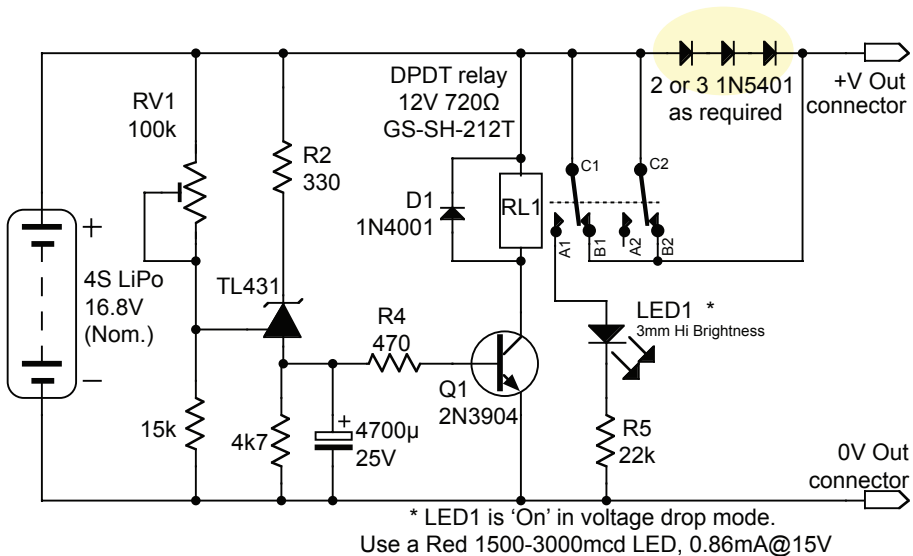 DPDT relay
12V 720Ω
GS-SH-212T
RV1
100k
R2
330
D1
1N4001
RL1
C1
C2
A1
B1
A2
B2
2 or 3 1N5401
as required
+V Out
connector
+
4S LiPo
16.8V
(Nom.)
−
TL431
R4
470
Q1
2N3904
LED1 *
3mm Hi Brightness
15k
4k7
+
4700µ
25V
R5
22k
0V Out
connector
* LED1 is ‘On’ in voltage drop mode.
Use a Red 1500-3000mcd LED, 0.86mA@15V